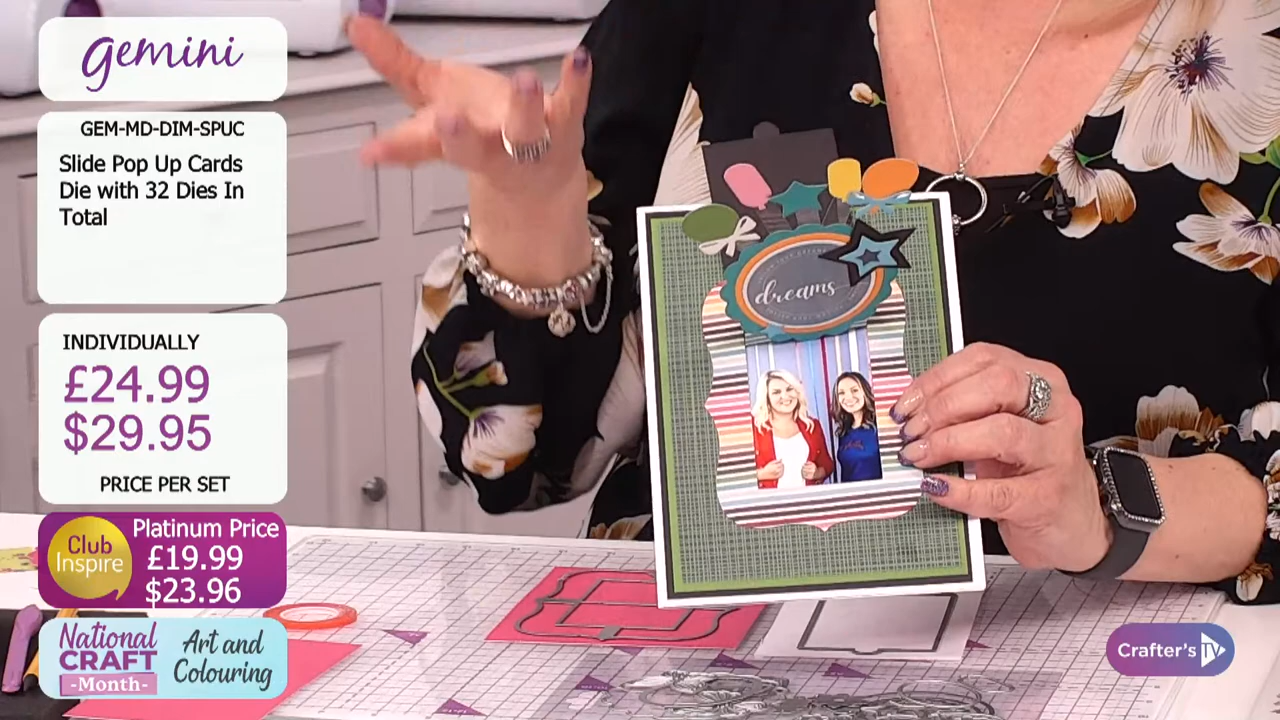 gemini
GEM-MD-DIM-SPUC
Slide Pop Up Cards
Die with 32 Dies In
Total
INDIVIDUALLY
£24.99
$29.95
PRICE PER SET
Club
Inspire
Platinum Price
£19.99
$23.96
National
CRAFT
-Month-
Art and
Colouring
dreams
Crafter's TV